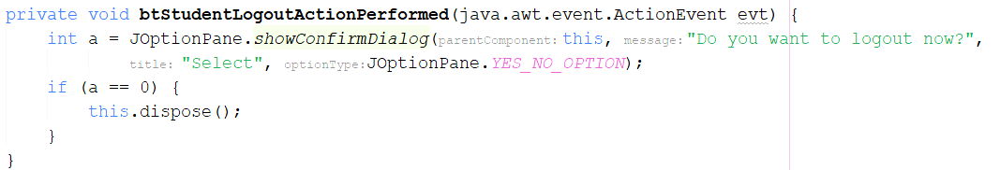 private void btStudentLogoutActionPerformed(java.awt.event.ActionEvent evt) {
int a = JOptionPane.showConfirmDialog(parentComponent: this, message: "Do you want to logout now?",
title: "Select", optionType: JOptionPane.YES_NO_OPTION);
if (a == 0) {
this.dispose();
}
}